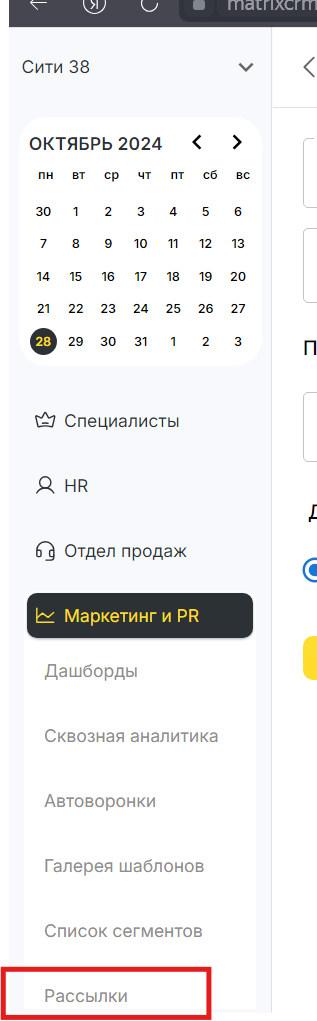 matrixcrm
Сити 38
ОКТЯБРЬ 2024
пн вт ср чт пт сб вс
30 1 2 3 4 5 6
7 8 9 10 11 12 13
14 15 16 17 18 19 20
21 22 23 24 25 26 27
28 29 30 31 1 2 3
Специалисты
HR
Отдел продаж
Маркетинг и PR
Дашборды
Сквозная аналитика
Автоворонки
Галерея шаблонов
Список сегментов
Рассылки